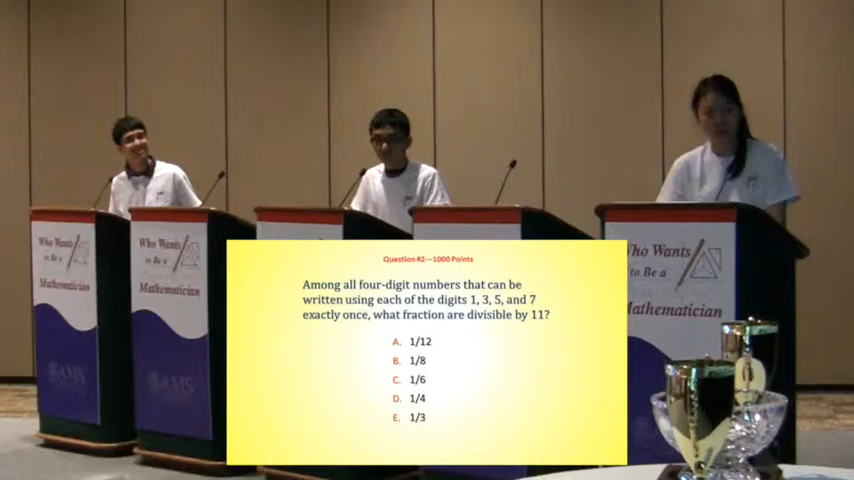 Who Wants
to Be a
Mathematician
AMS
Who Wants
to Be a
Mathematician
AMS
Who Wants
to Be a
Mathematician
Question #2—1000 Points
Among all four-digit numbers that can be
written using each of the digits 1, 3, 5, and 7
exactly once, what fraction are divisible by 11?
A. 1/12
B. 1/8
C. 1/6
D. 1/4
E. 1/3